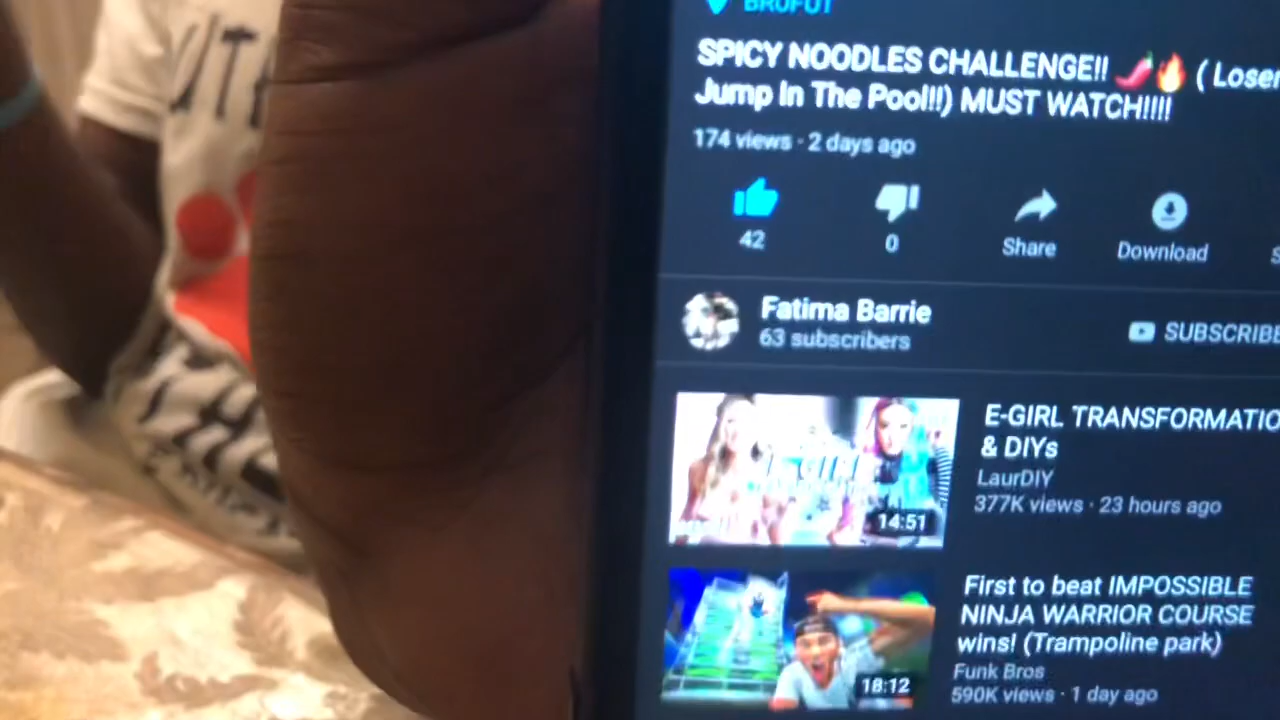 BRUFUT
SPICY NOODLES CHALLENGE!! 🌶️🔥 ( Loser
Jump In The Pool!!!) MUST WATCH!!!!
174 views · 2 days ago
42
0
Share
Download
Fatima Barrie
63 subscribers
SUBSCRIBE
E-GIRL TRANSFORMATIO
& DIYs
LaurDIY
377K views · 23 hours ago
14:51
First to beat IMPOSSIBLE
NINJA WARRIOR COURSE
wins! (Trampoline park)
Funk Bros
590K views · 1 day ago
18:12